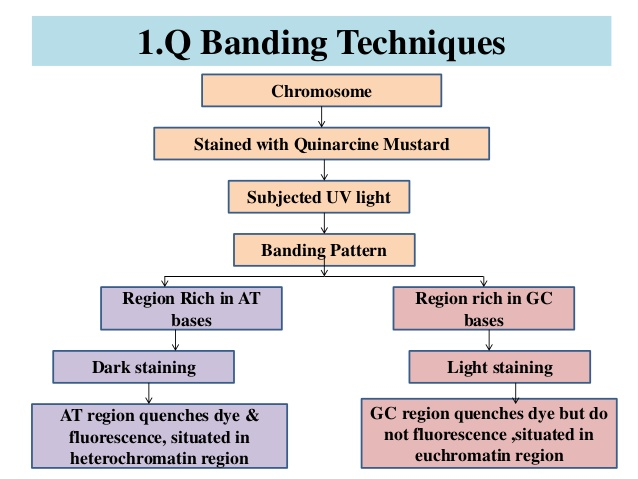 1.Q Banding Techniques
Chromosome
Stained with Quinarcine Mustard
Subjected UV light
Banding Pattern
Region Rich in AT
bases
Region rich in GC
bases
Dark staining
Light staining
AT region quenches dye &
fluorescence, situated in
heterochromatin region
GC region quenches dye but do
not fluorescence ,situated in
euchromatin region